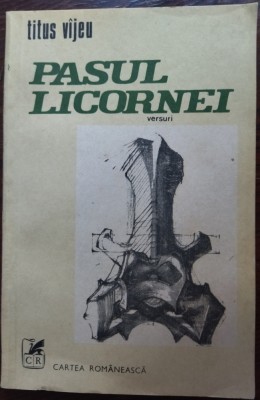 titus vîjeu
PASUL
LICORNEI
versuri
CR
CARTEA ROMÂNEASCĂ